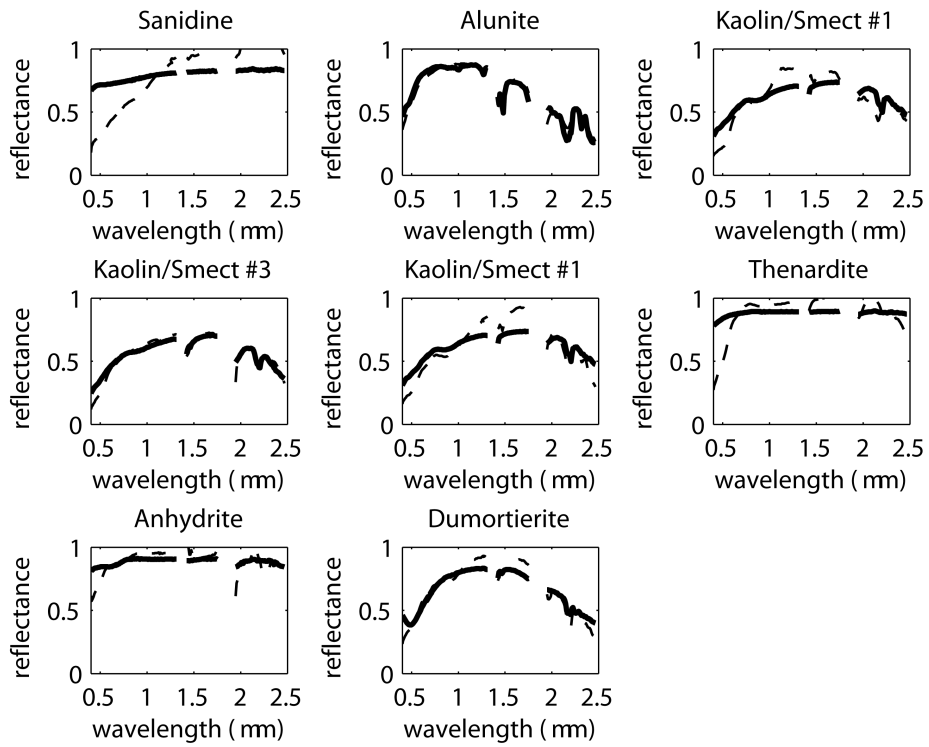 Sanidine
Alunite
Kaolin/Smect #1
1
0.5
0
reflectance
0.5 1 1.5 2 2.5
wavelength ( mm)
1
0.5
0
reflectance
0.5 1 1.5 2 2.5
wavelength ( mm)
1
0.5
0
reflectance
0.5 1 1.5 2 2.5
wavelength ( mm)
Kaolin/Smect #3
Kaolin/Smect #1
Thenardite
1
0.5
0
reflectance
0.5 1 1.5 2 2.5
wavelength ( mm)
1
0.5
0
reflectance
0.5 1 1.5 2 2.5
wavelength ( mm)
1
0.5
0
reflectance
0.5 1 1.5 2 2.5
wavelength ( mm)
Anhydrite
Dumortierite
1
0.5
0
reflectance
0.5 1 1.5 2 2.5
wavelength ( mm)
1
0.5
0
reflectance
0.5 1 1.5 2 2.5
wavelength ( mm)